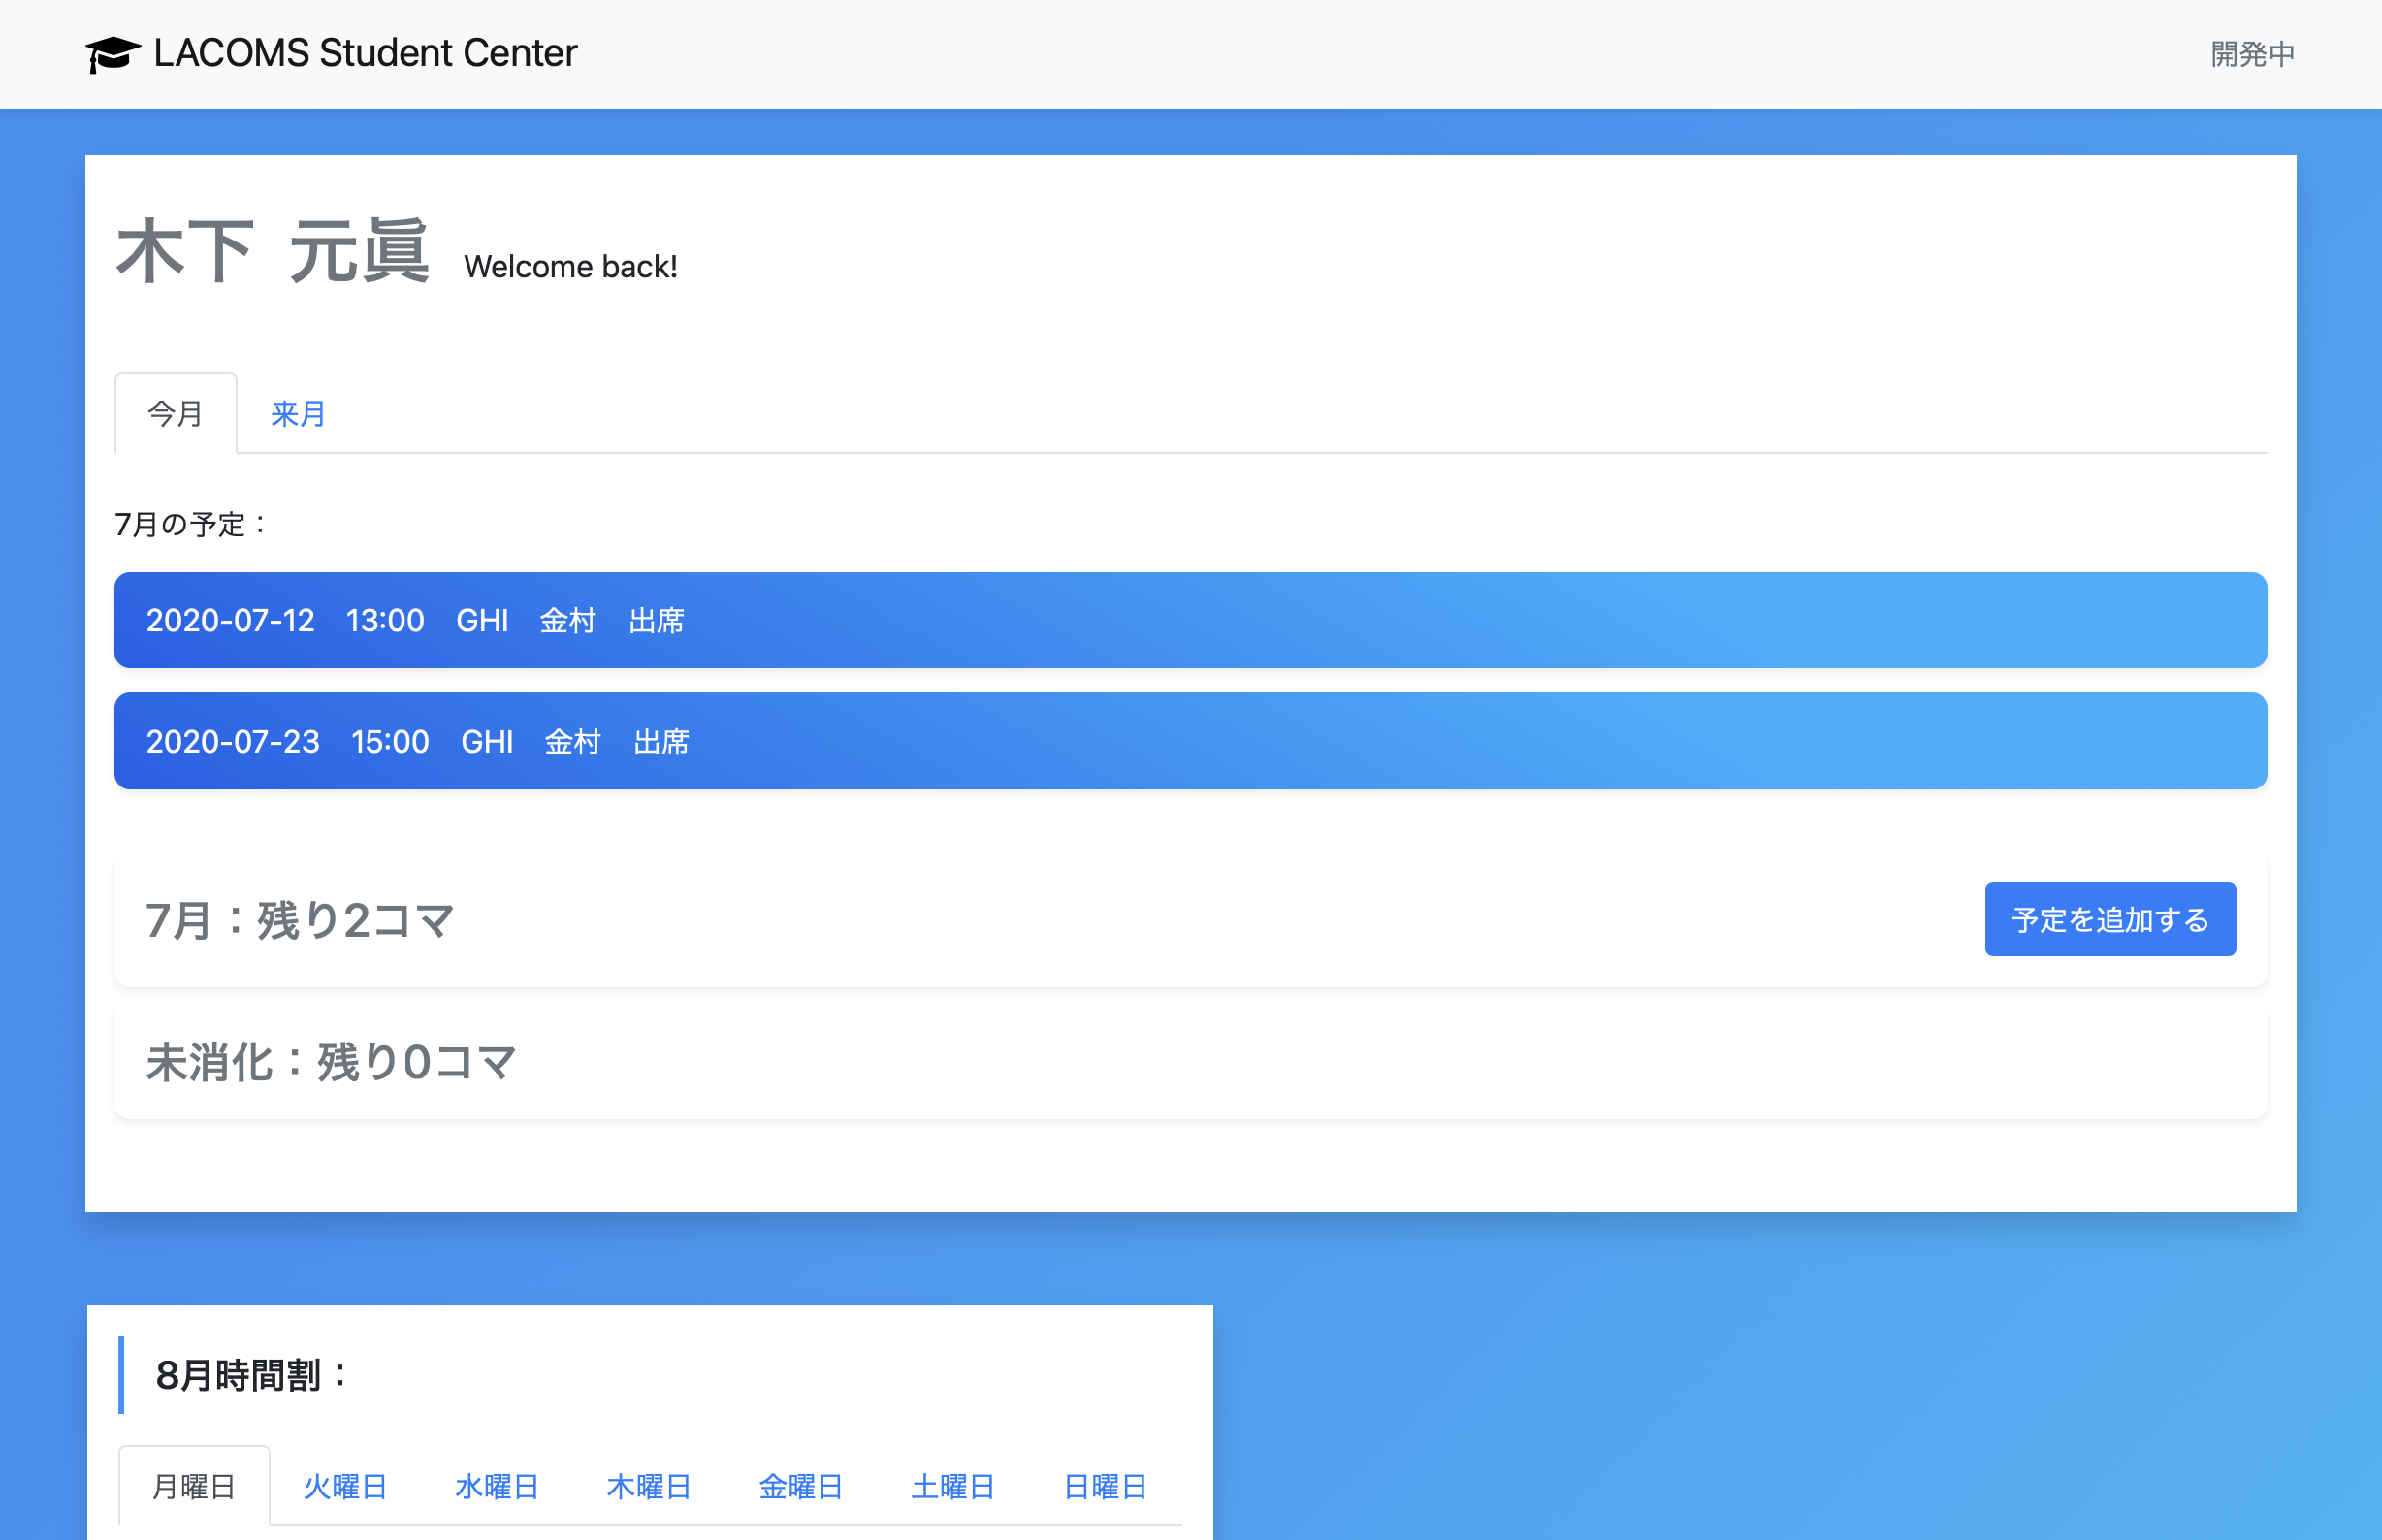 LACOMS Student Center 開発中
木下 元眞 Welcome back!
今月 来月
7月の予定：
2020-07-12 13:00 GHI 金村 出席
2020-07-23 15:00 GHI 金村 出席
7月：残り2コマ 予定を追加する
未消化：残り0コマ
8月時間割：
月曜日 火曜日 水曜日 木曜日 金曜日 土曜日 日曜日